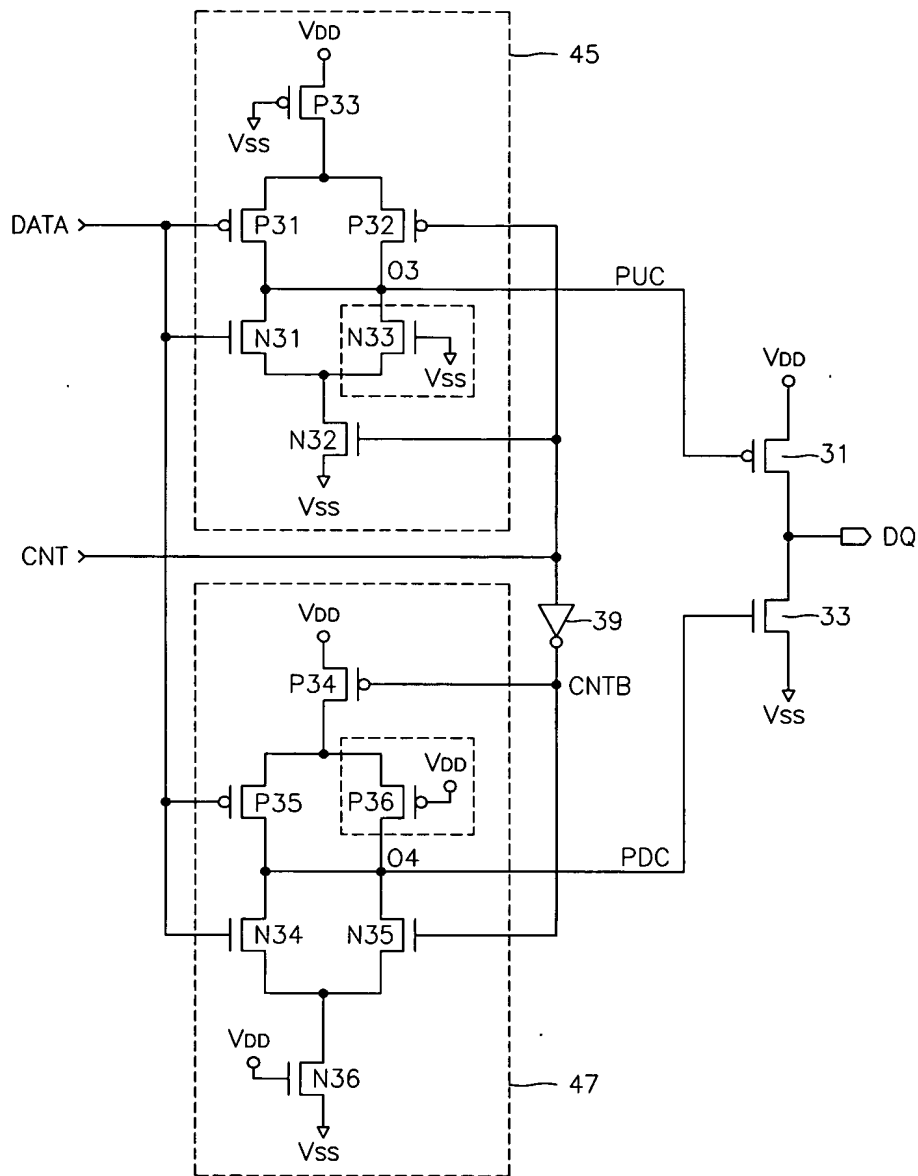 VDD
45
P33
VSS
DATA
P31
P32
O3
PUC
N31
N33
VSS
VDD
N32
31
VSS
CNT
DQ
VDD
39
33
P34
CNTB
VSS
VDD
P35
P36
O4
PDC
N34
N35
VDD
N36
47
VSS